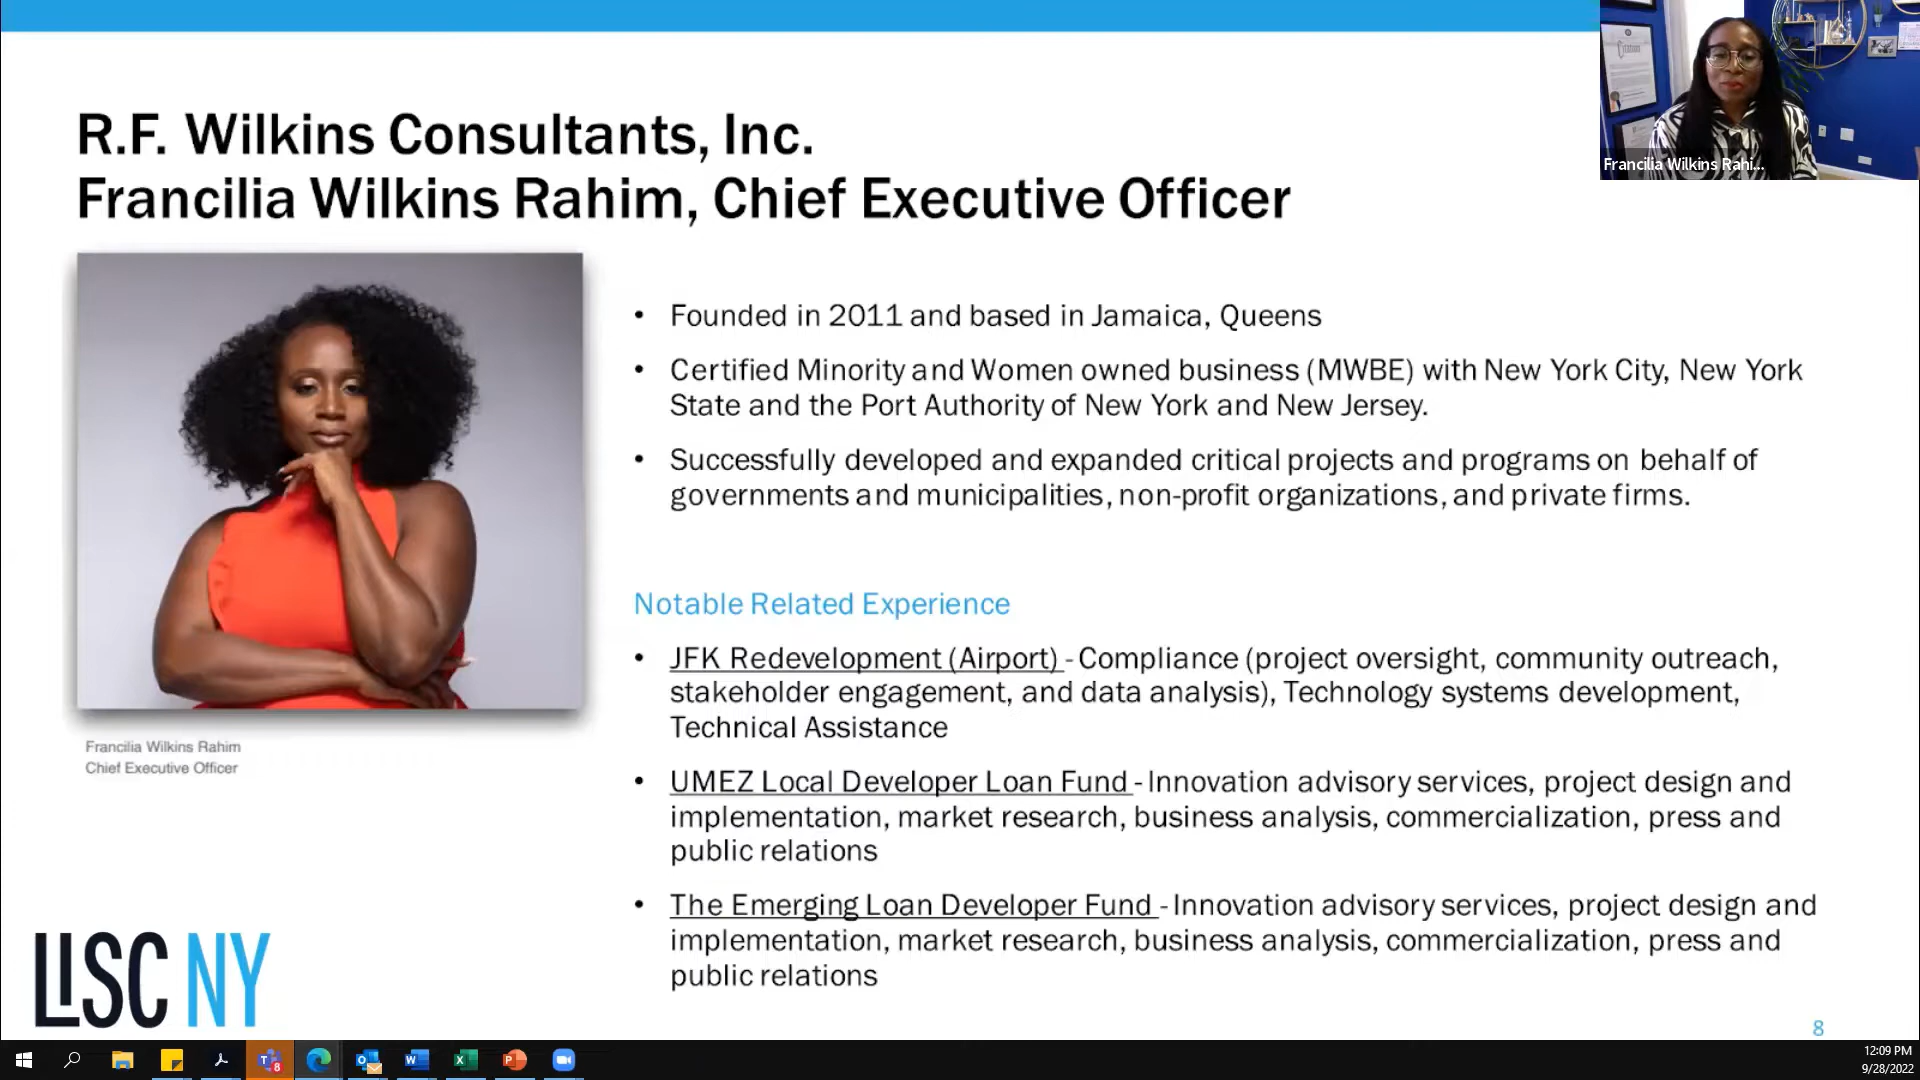 R.F. Wilkins Consultants, Inc.
Francilia Wilkins Rahim, Chief Executive Officer
Francilia Wilkins Rahi...
Francilia Wilkins Rahim
Chief Executive Officer
• Founded in 2011 and based in Jamaica, Queens
• Certified Minority and Women owned business (MWBE) with New York City, New York
State and the Port Authority of New York and New Jersey.
• Successfully developed and expanded critical projects and programs on behalf of
governments and municipalities, non-profit organizations, and private firms.
Notable Related Experience
• JFK Redevelopment (Airport) - Compliance (project oversight, community outreach,
stakeholder engagement, and data analysis), Technology systems development,
Technical Assistance
• UMEZ Local Developer Loan Fund - Innovation advisory services, project design and
implementation, market research, business analysis, commercialization, press and
public relations
• The Emerging Loan Developer Fund - Innovation advisory services, project design and
implementation, market research, business analysis, commercialization, press and
public relations
LISC NY
8
12:09 PM
9/28/2022